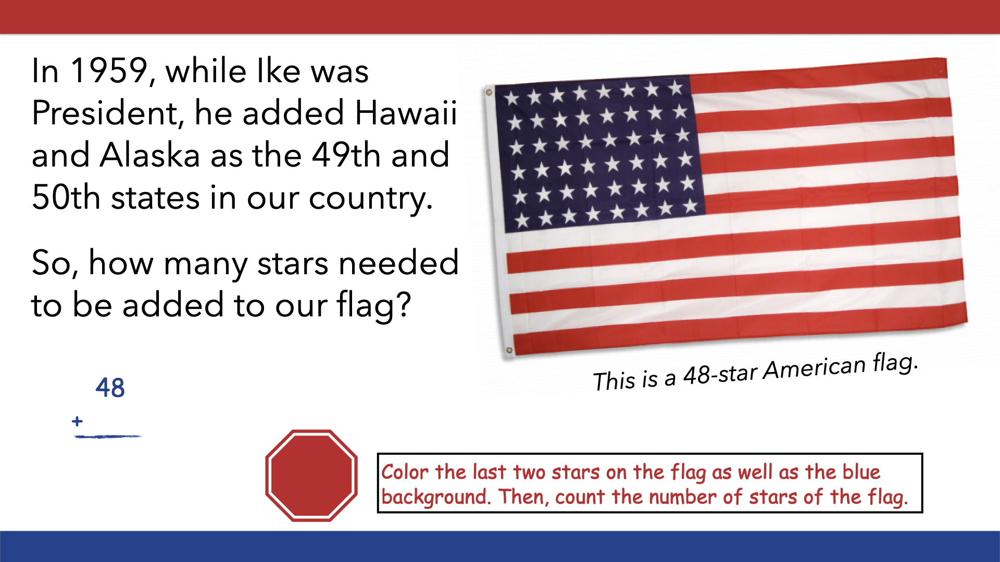 In 1959, while Ike was
President, he added Hawaii
and Alaska as the 49th and
50th states in our country.
So, how many stars needed
to be added to our flag?
This is a 48-star American flag.
48
+
Color the last two stars on the flag as well as the blue
background. Then, count the number of stars of the flag.